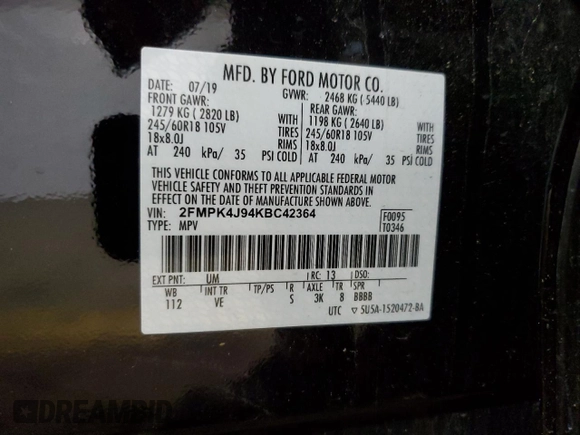 MFD. BY FORD MOTOR CO.
DATE: 07/19 GVWR: 2468 KG ( 5440 LB)
FRONT GAWR: REAR GAWR:
1279 KG ( 2820 LB) 1198 KG ( 2640 LB)
WITH WITH
245/60R18 105V TIRES 245/60R18 105V TIRES
18x8.0J RIMS 18x8.0J RIMS
AT 240 kPa/ 35 PSI COLD AT 240 kPa/ 35 PSI COLD
THIS VEHICLE CONFORMS TO ALL APPLICABLE FEDERAL MOTOR
VEHICLE SAFETY AND THEFT PREVENTION STANDARDS IN
EFFECT ON THE DATE OF MANUFACTURE SHOWN ABOVE.
VIN: 2FMPK4J94KBC42364 F0095
TYPE: MPV T0346
EXT PNT: UM RC: 13 DSO:
WB INT TR TP/PS R AXLE TR SPR
112 VE S 3K 8 BBBB
UTC ▽ 5U5A-1520472-BA
DREAMBID